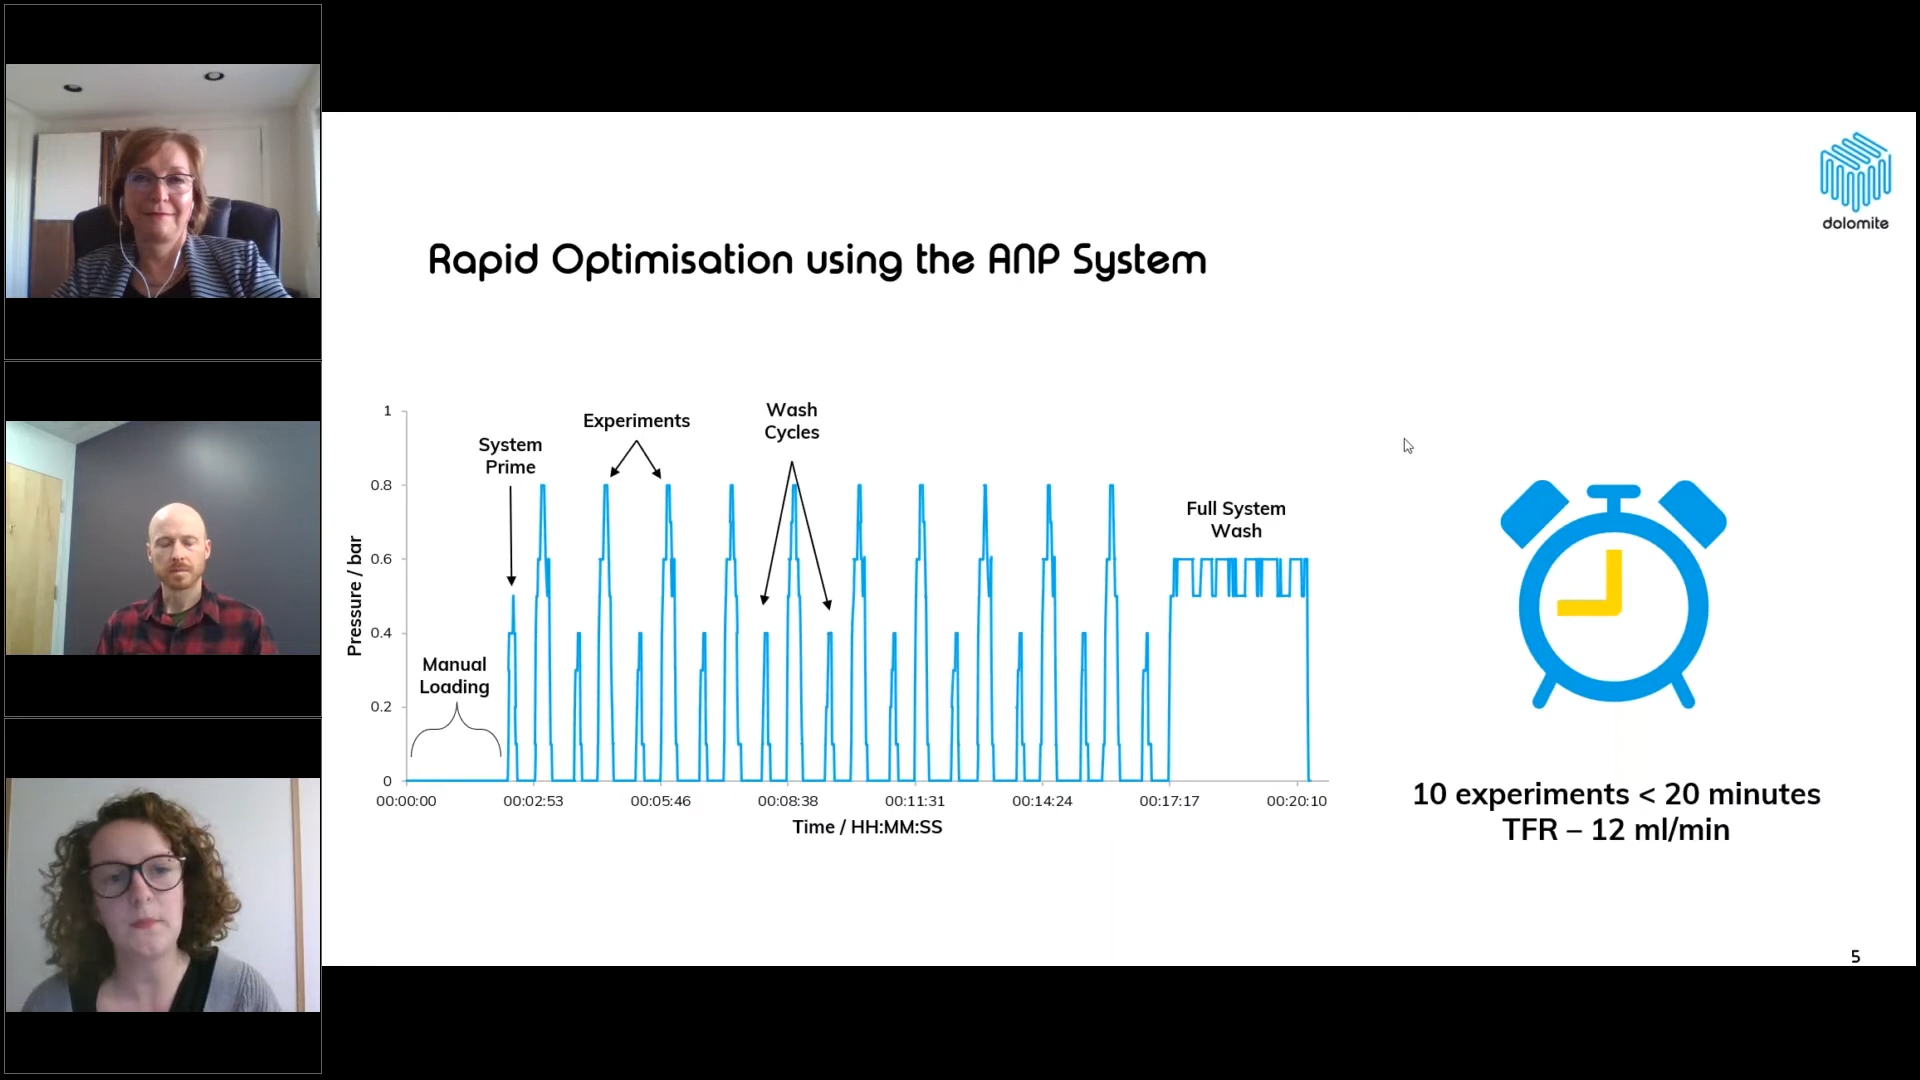 dolomite
Rapid Optimisation using the ANP System
1
0.8
0.6
0.4
0.2
0
Pressure / bar
System
Prime
Experiments
Wash
Cycles
Full System
Wash
Manual
Loading
00:00:00
00:02:53
00:05:46
00:08:38
00:11:31
00:14:24
00:17:17
00:20:10
Time / HH:MM:SS
10 experiments < 20 minutes
TFR – 12 ml/min
5